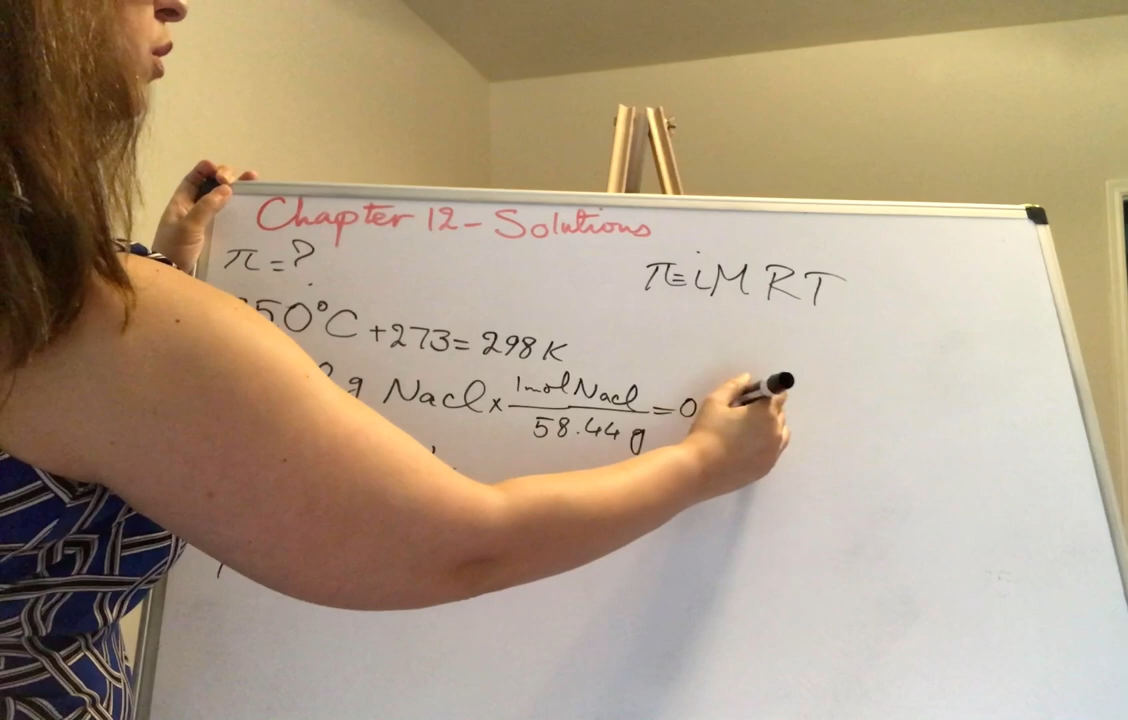 Chapter 12 - Solutions
π = ?
π = iMRT
50°C + 273 = 298 K
g Nacl x 1mol Nacl / 58.44 g = 0